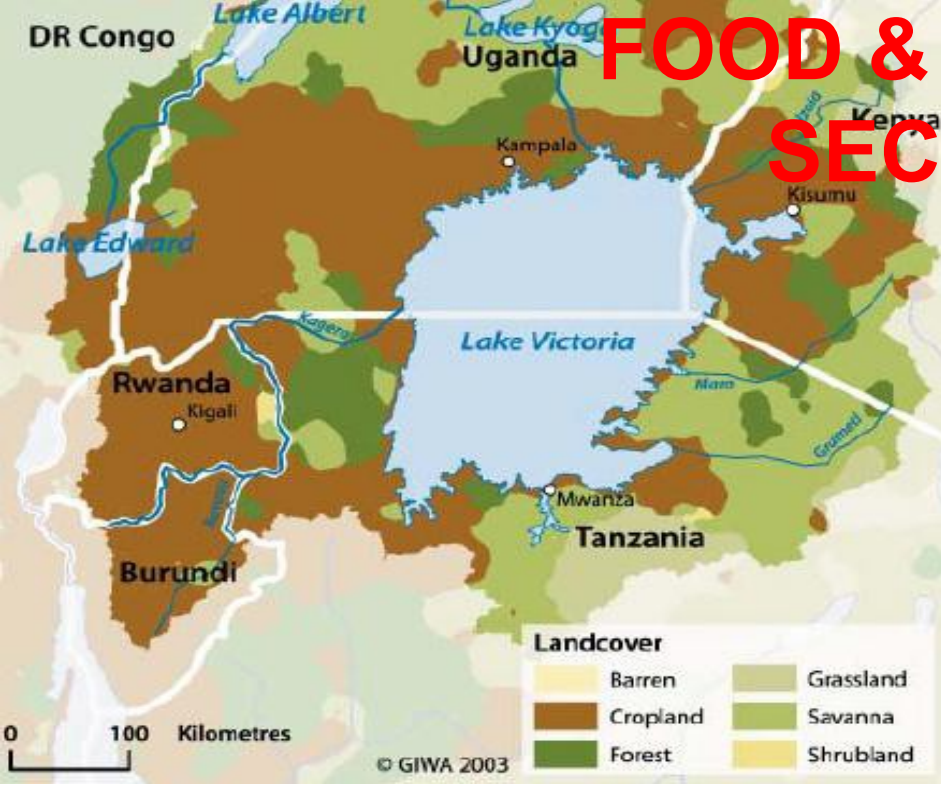 Lake Albert
DR Congo
Lake Kyoga
Uganda
FOOD &
Kenya
SEC
Kampala
Kisumu
Lake Edward
Kagera
Lake Victoria
Mara
Rwanda
Kigali
Grumeti
Mwanza
Tanzania
Burundi
Landcover
Barren
Grassland
Cropland
Savanna
Forest
Shrubland
0 100 Kilometres
© GIWA 2003